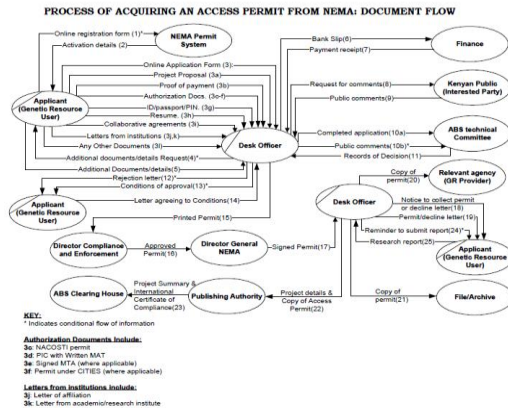 PROCESS OF ACQUIRING AN ACCESS PERMIT FROM NEMA: DOCUMENT FLOW
Online registration form (1)*
Activation details (2)
NEMA Permit
System
Bank Slip(6)
Payment receipt(7)
Finance
Online Application Form (3):
Project Proposal (3a)
Proof of payment (3b)
Authorization Docs. (3c-f)
ID/passport/PIN. (3g)
Resume. (3h)
Collaborative agreements (3i)
Letters from Institutions (3j,k)
Any Other Documents (3l)
Additional documents/details Request(4)*
Additional Documents/details(5)
Applicant
(Genetic Resource
User)
Desk Officer
Request for comments(8)
Public comments(9)
Kenyan Public
(Interested Party)
Completed application(10a)
Public comments(10b)*
Records of Decision(11)
ABS technical
Committee
Rejection letter(12)*
Conditions of approval(13)*
Letter agreeing to Conditions(14)
Applicant
(Genetic Resource
User)
Printed Permit(15)
Copy of
permit(20)
Relevant agency
(GR Provider)
Desk Officer
Notice to collect permit
or decline letter(18)
Permit/decline letter(19)
Reminder to submit report(24)*
Research report(25)
Applicant
(Genetic Resource
User)
Director Compliance
and Enforcement
Approved
Permit(16)
Director General
NEMA
Signed Permit(17)
ABS Clearing House
Project Summary &
International
Certificate of
Compliance(23)
Publishing Authority
Project details &
Copy of Access
Permit(22)
Copy of
permit(21)
File/Archive
KEY:
* Indicates conditional flow of information
Authorization Documents Include:
3c: NACOSTI permit
3d: PIC with Written MAT
3e: Signed MTA (where applicable)
3f: Permit under CITIES (where applicable)
Letters from institutions include:
3j: Letter of affiliation
3k: Letter from academic/research institute